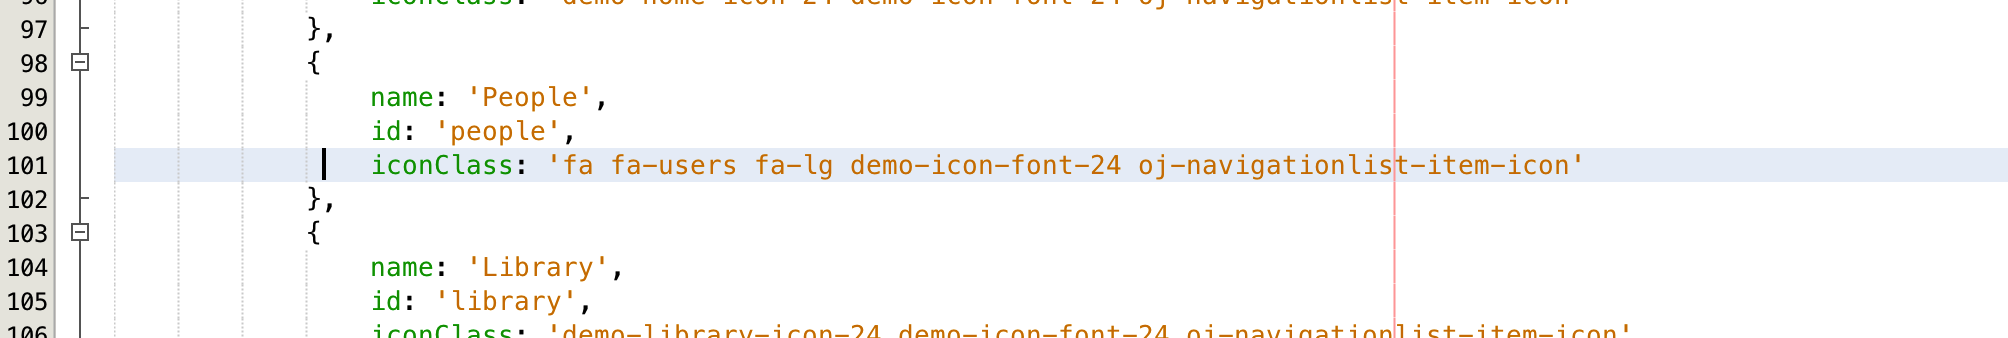 96 iconClass: 'demo-home-icon-24 demo-icon-font-24 oj-navigationlist-item-icon'
97 },
98 {
99 name: 'People',
100 id: 'people',
101 iconClass: 'fa fa-users fa-lg demo-icon-font-24 oj-navigationlist-item-icon'
102 },
103 {
104 name: 'Library',
105 id: 'library',
106 iconClass: 'demo-library-icon-24 demo-icon-font-24 oj-navigationlist-item-icon'